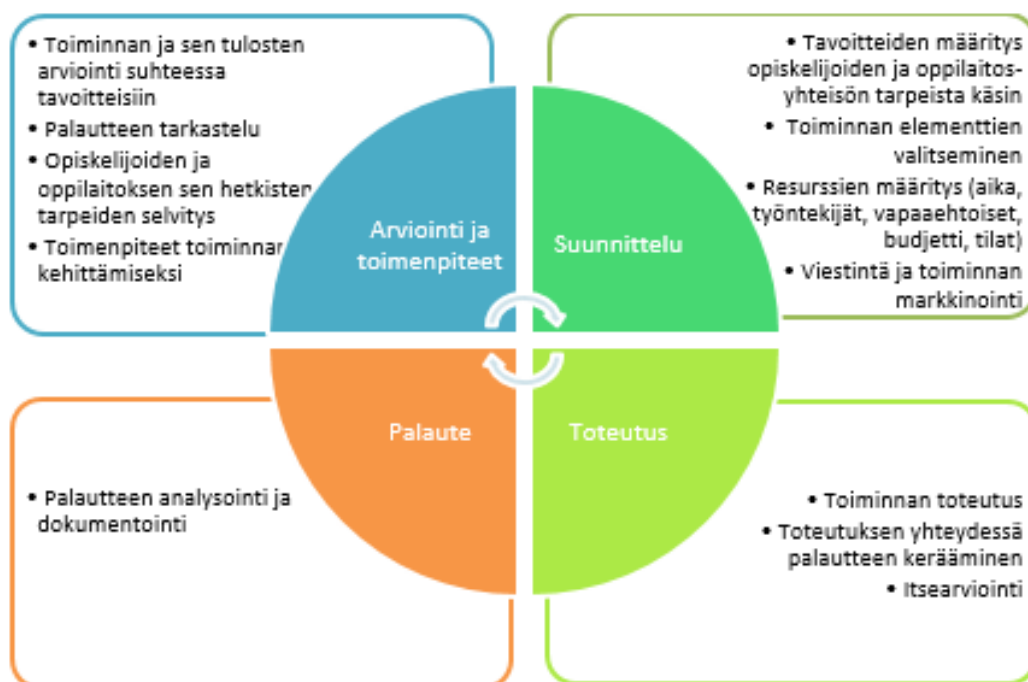 • Toiminnan ja sen tulosten
arviointi suhteessa
tavoitteisiin
• Palautteen tarkastelu
• Opiskelijoiden ja
oppilaitoksen sen hetkisten
tarpeiden selvitys
• Toimenpiteet toiminnan
kehittämiseksi
Arviointi ja
toimenpiteet
• Tavoitteiden määritys
opiskelijoiden ja oppilaitos-
yhteisön tarpeista käsin
• Toiminnan elementtien
valitseminen
• Resurssien määritys (aika,
työntekijät, vapaaehtoiset,
budjetti, tilat)
• Viestintä ja toiminnan
markkinointi
Suunnittelu
Palaute
• Palautteen analysointi ja
dokumentointi
Toteutus
• Toiminnan toteutus
• Toteutuksen yhteydessä
palautteen kerääminen
• Itsearviointi